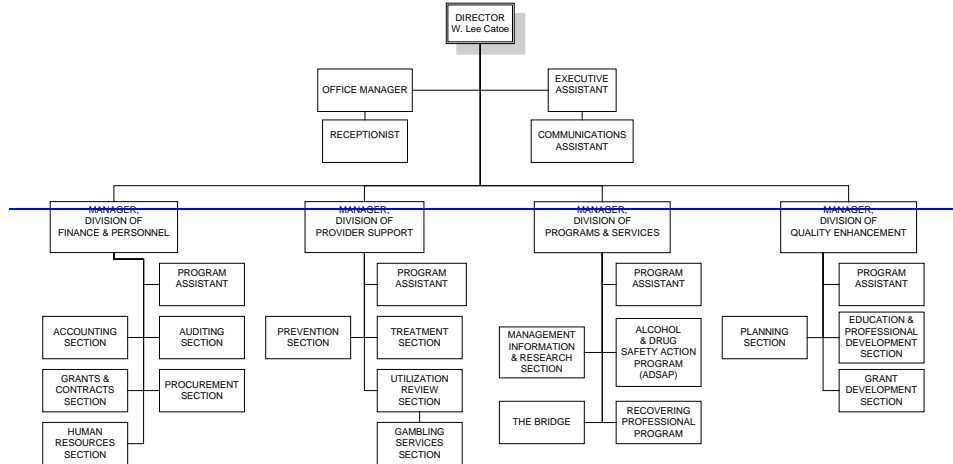 DIRECTOR
W. Lee Catoe
OFFICE MANAGER
EXECUTIVE
ASSISTANT
RECEPTIONIST
COMMUNICATIONS
ASSISTANT
MANAGER,
DIVISION OF
FINANCE & PERSONNEL
MANAGER,
DIVISION OF
PROVIDER SUPPORT
MANAGER,
DIVISION OF
PROGRAMS & SERVICES
MANAGER,
DIVISION OF
QUALITY ENHANCEMENT
PROGRAM
ASSISTANT
PROGRAM
ASSISTANT
PROGRAM
ASSISTANT
PROGRAM
ASSISTANT
ACCOUNTING
SECTION
AUDITING
SECTION
PREVENTION
SECTION
TREATMENT
SECTION
MANAGEMENT
INFORMATION
& RESEARCH
SECTION
ALCOHOL
& DRUG
SAFETY ACTION
PROGRAM
(ADSAP)
PLANNING
SECTION
EDUCATION &
PROFESSIONAL
DEVELOPMENT
SECTION
GRANTS &
CONTRACTS
SECTION
PROCUREMENT
SECTION
UTILIZATION
REVIEW
SECTION
GRANT
DEVELOPMENT
SECTION
HUMAN
RESOURCES
SECTION
GAMBLING
SERVICES
SECTION
THE BRIDGE
RECOVERING
PROFESSIONAL
PROGRAM